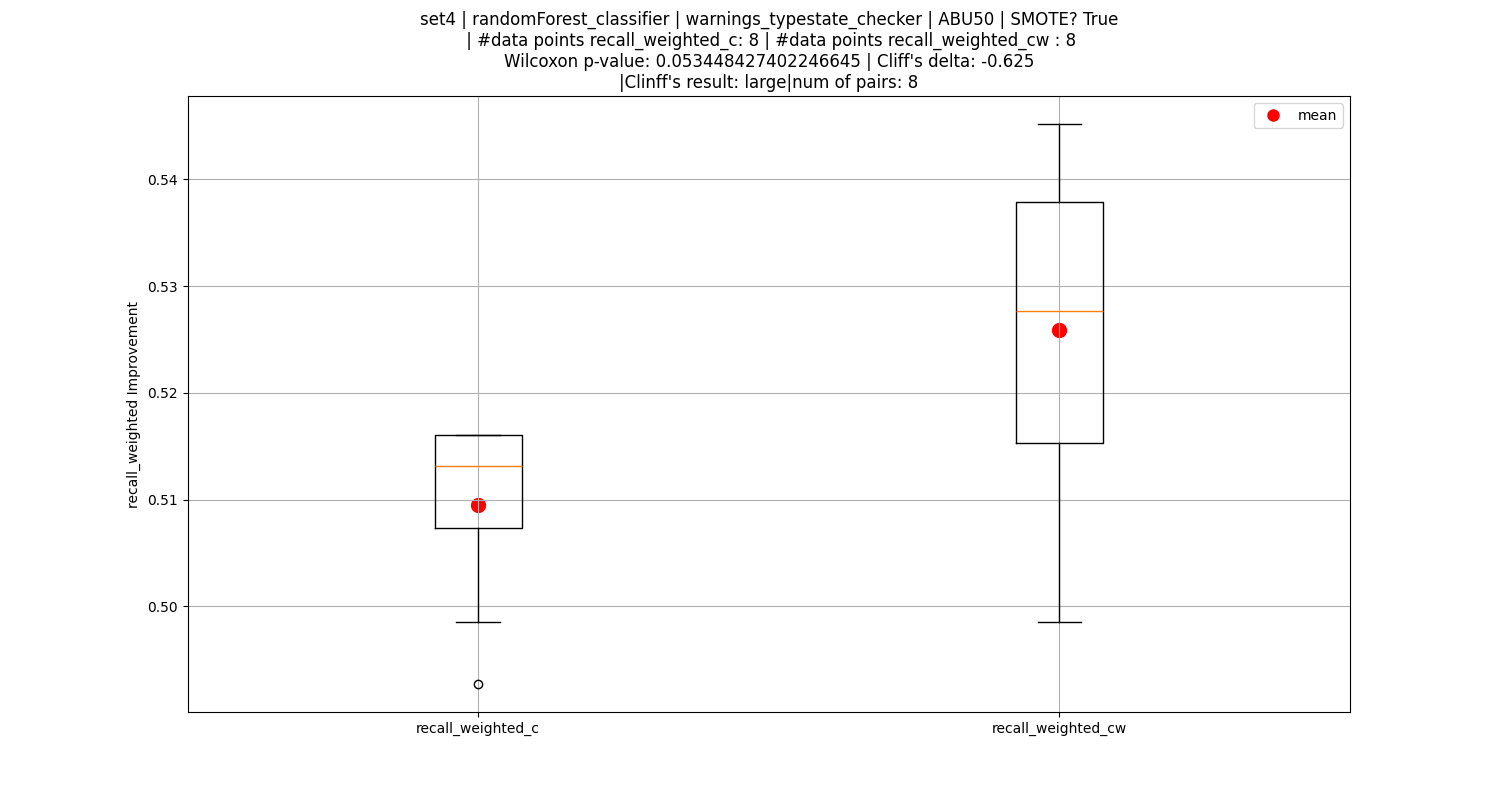 set4 | randomForest_classifier | warnings_typestate_checker | ABU50 | SMOTE? True
| #data points recall_weighted_c: 8 | #data points recall_weighted_cw : 8
Wilcoxon p-value: 0.053448427402246645 | Cliff's delta: -0.625
|Clinff's result: large|num of pairs: 8
mean
0.54
0.53
0.52
0.51
0.50
recall_weighted Improvement
recall_weighted_c
recall_weighted_cw